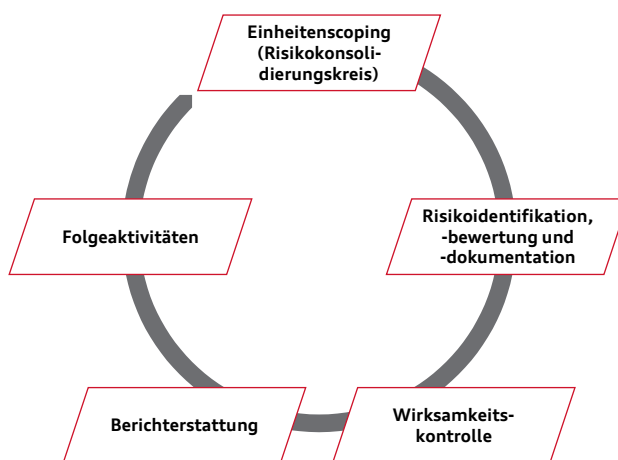 Einheitenscoping
(Risikokonsoli-
dierungskreis)
Risikoidentifikation,
-bewertung und
-dokumentation
Wirksamkeits-
kontrolle
Berichterstattung
Folgeaktivitäten